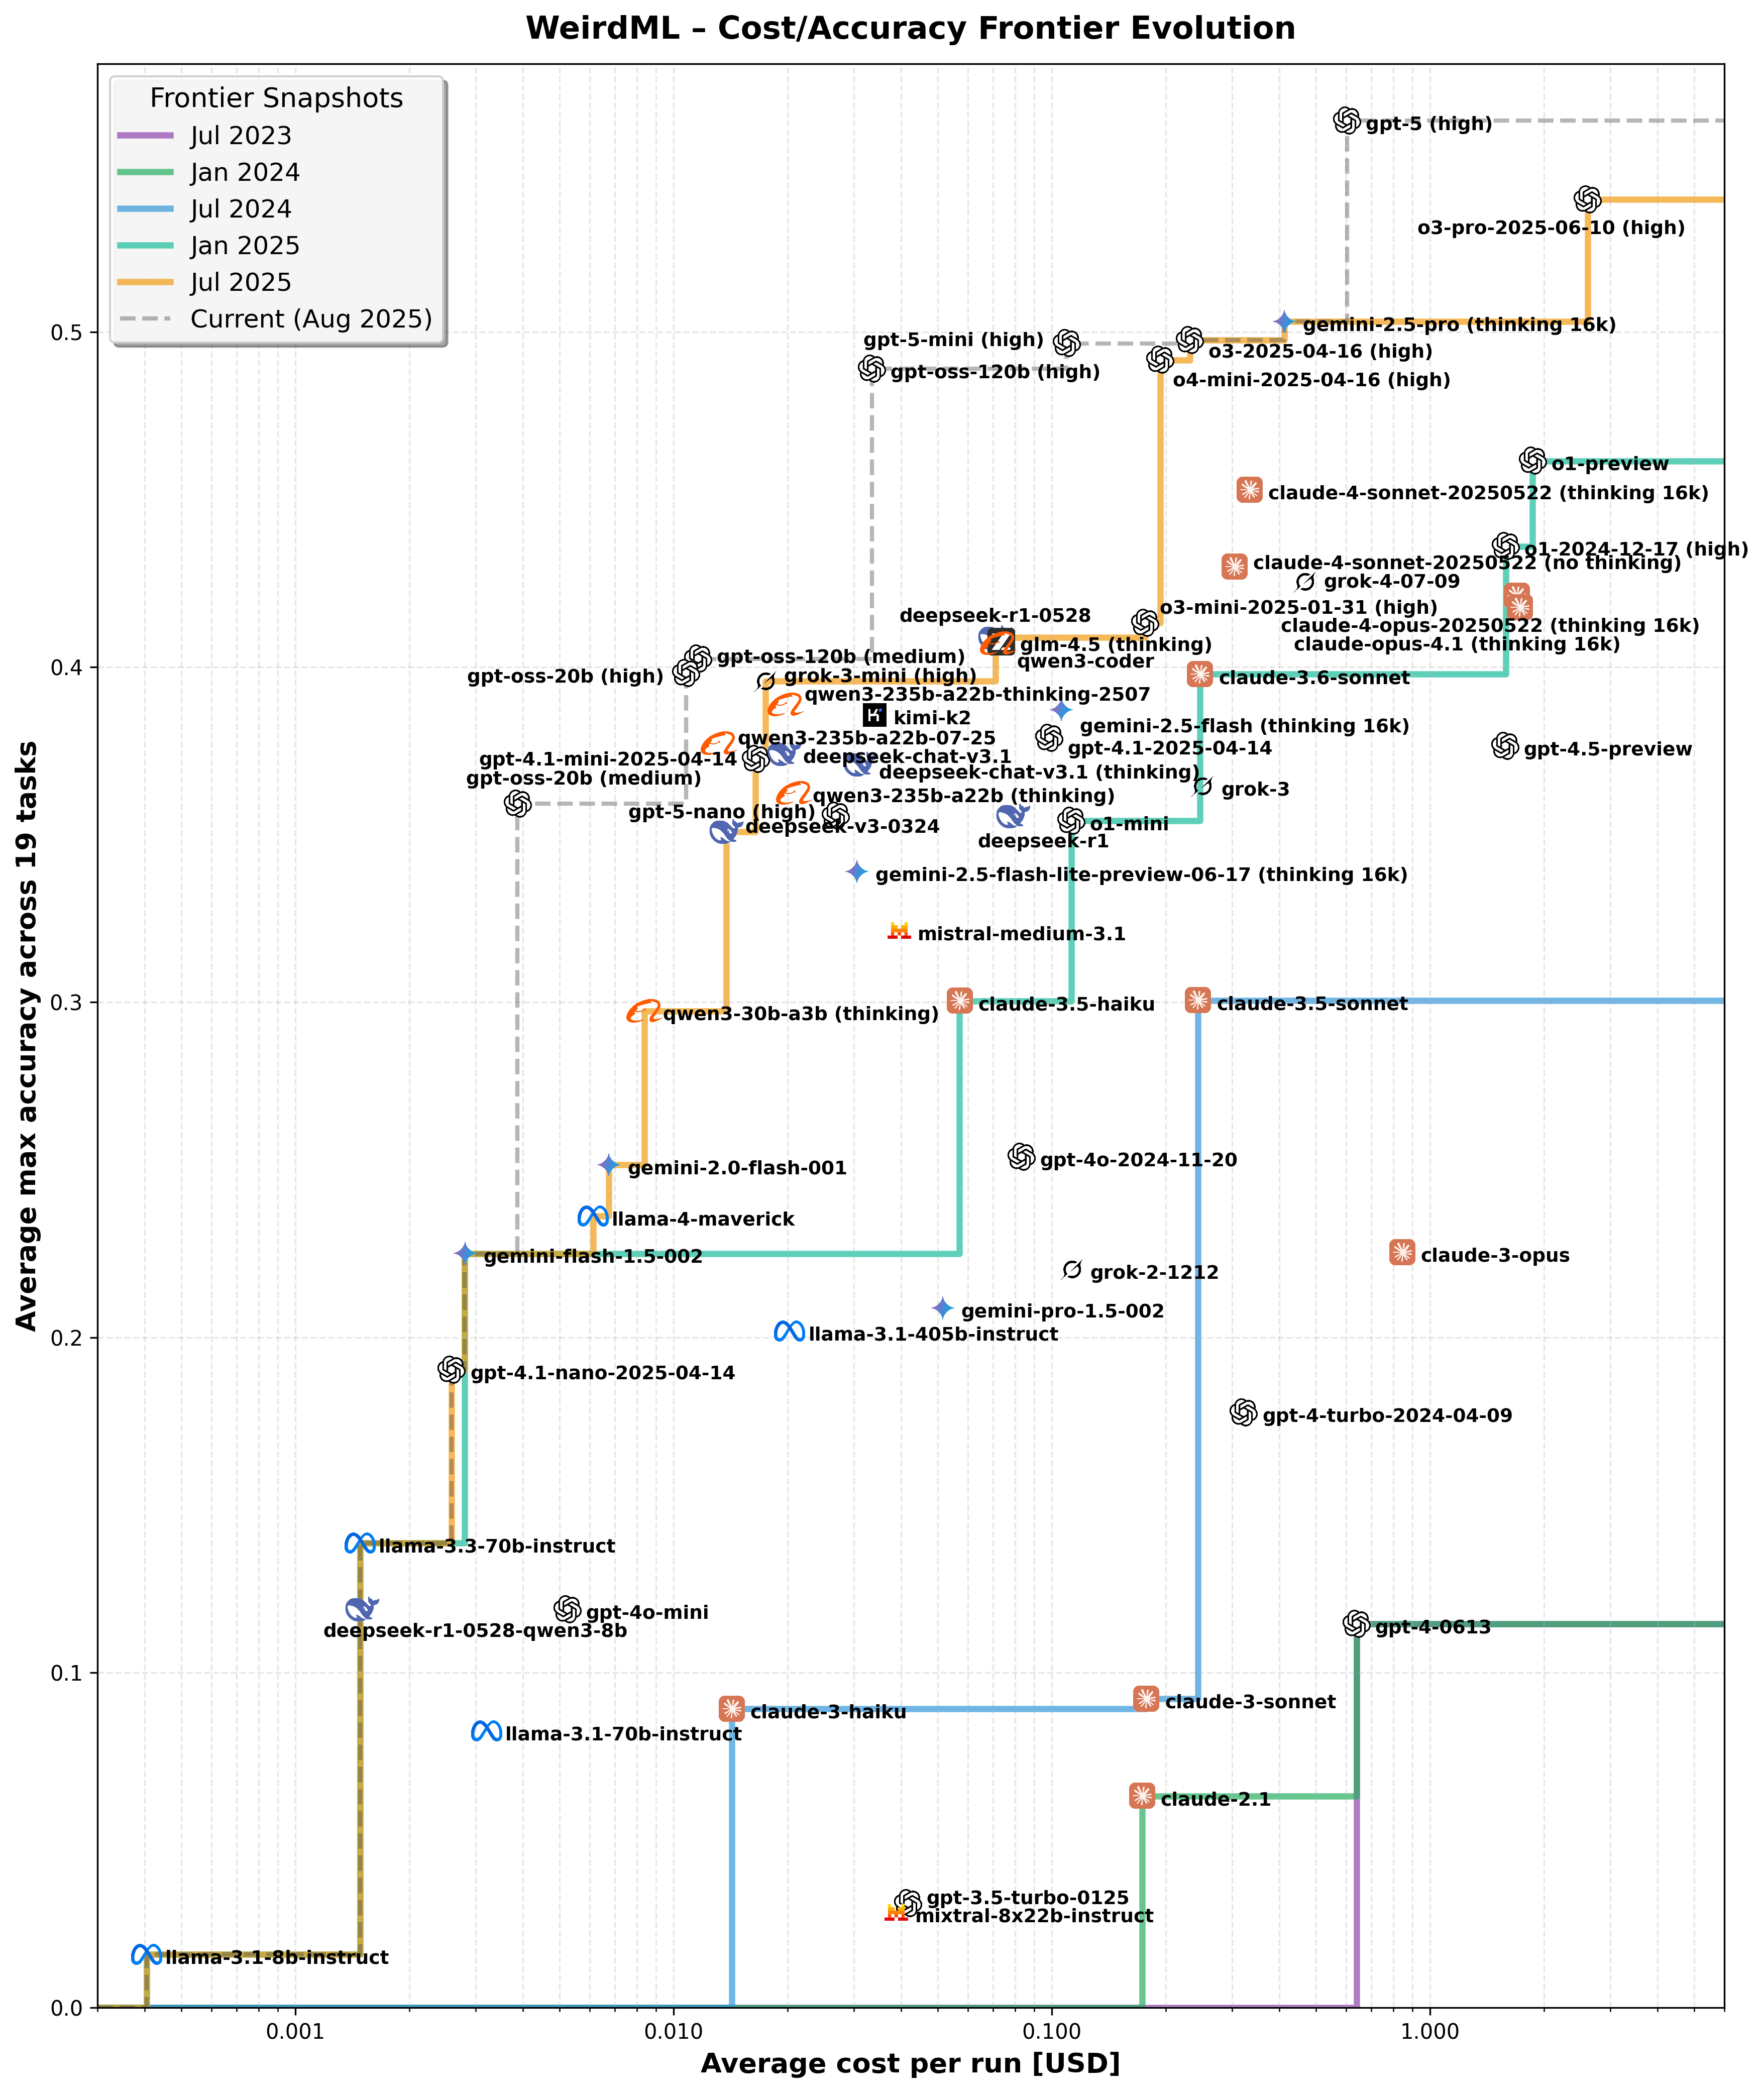 WeirdML – Cost/Accuracy Frontier Evolution
Frontier Snapshots
Jul 2023
Jan 2024
Jul 2024
Jan 2025
Jul 2025
Current (Aug 2025)
gpt-5 (high)
o3-pro-2025-06-10 (high)
gemini-2.5-pro (thinking 16k)
0.5
gpt-5-mini (high)
o3-2025-04-16 (high)
gpt-oss-120b (high)
o4-mini-2025-04-16 (high)
o1-preview
claude-4-sonnet-20250522 (thinking 16k)
o1-2024-12-17 (high)
claude-4-sonnet-20250522 (no thinking)
grok-4-07-09
o3-mini-2025-01-31 (high)
deepseek-r1-0528
claude-4-opus-20250522 (thinking 16k)
glm-4.5 (thinking)
claude-opus-4.1 (thinking 16k)
gpt-oss-120b (medium)
qwen3-coder
0.4
gpt-oss-20b (high)
grok-3-mini (high)
claude-3.6-sonnet
qwen3-235b-a22b-thinking-2507
kimi-k2
gemini-2.5-flash (thinking 16k)
qwen3-235b-a22b-07-25
gpt-4.1-2025-04-14
gpt-4.5-preview
gpt-4.1-mini-2025-04-14
deepseek-chat-v3.1
deepseek-chat-v3.1 (thinking)
gpt-oss-20b (medium)
grok-3
qwen3-235b-a22b (thinking)
gpt-5-nano (high)
o1-mini
deepseek-v3-0324
deepseek-r1
gemini-2.5-flash-lite-preview-06-17 (thinking 16k)
mistral-medium-3.1
0.3
claude-3.5-haiku
claude-3.5-sonnet
qwen3-30b-a3b (thinking)
gpt-4o-2024-11-20
gemini-2.0-flash-001
llama-4-maverick
gemini-flash-1.5-002
claude-3-opus
grok-2-1212
gemini-pro-1.5-002
llama-3.1-405b-instruct
0.2
gpt-4.1-nano-2025-04-14
gpt-4-turbo-2024-04-09
llama-3.3-70b-instruct
gpt-4o-mini
deepseek-r1-0528-qwen3-8b
gpt-4-0613
0.1
claude-3-sonnet
claude-3-haiku
llama-3.1-70b-instruct
claude-2.1
gpt-3.5-turbo-0125
mixtral-8x22b-instruct
llama-3.1-8b-instruct
0.0
0.001
0.010
0.100
1.000
Average cost per run [USD]
Average max accuracy across 19 tasks